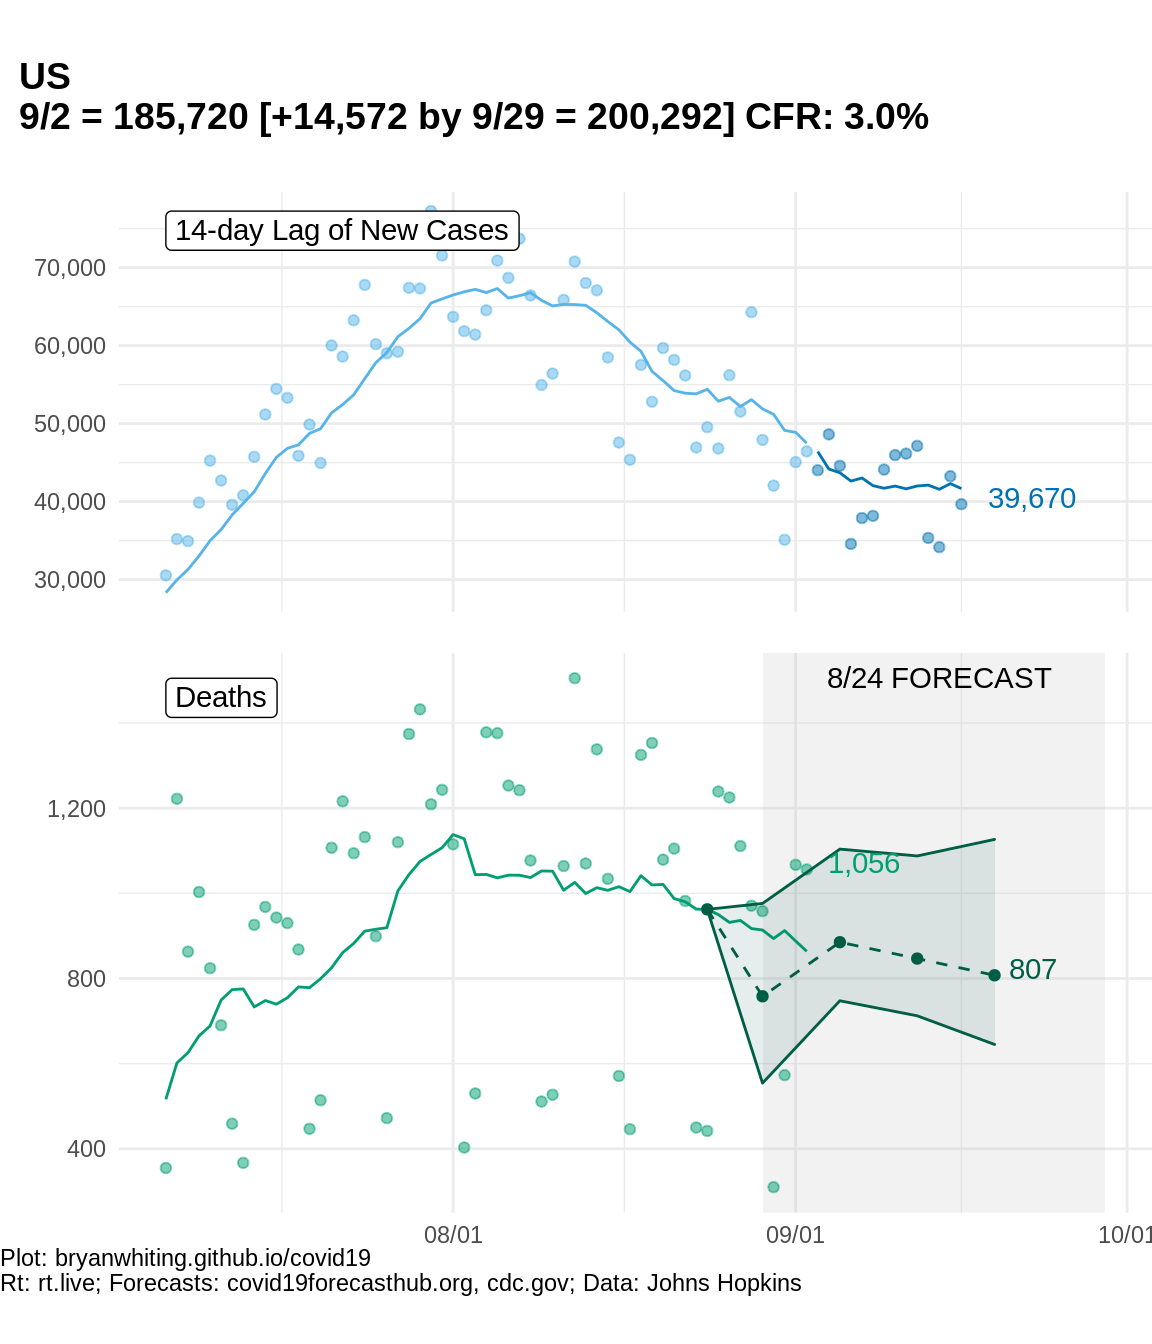 US
9/2 = 185,720 [+14,572 by 9/29 = 200,292] CFR: 3.0%
14-day Lag of New Cases
70,000
60,000
50,000
40,000
30,000
39,670
8/24 FORECAST
Deaths
1,200
800
400
1,056
807
08/01
09/01
10/01
Plot: bryanwhiting.github.io/covid19
Rt: rt.live; Forecasts: covid19forecasthub.org, cdc.gov; Data: Johns Hopkins